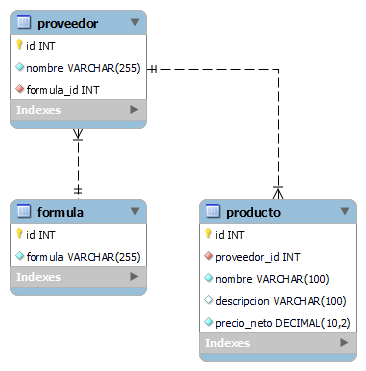 proveedor
id INT
nombre VARCHAR(255)
formula_id INT
Indexes
formula
id INT
formula VARCHAR(255)
Indexes
producto
id INT
proveedor_id INT
nombre VARCHAR(100)
descripcion VARCHAR(100)
precio_neto DECIMAL(10,2)
Indexes